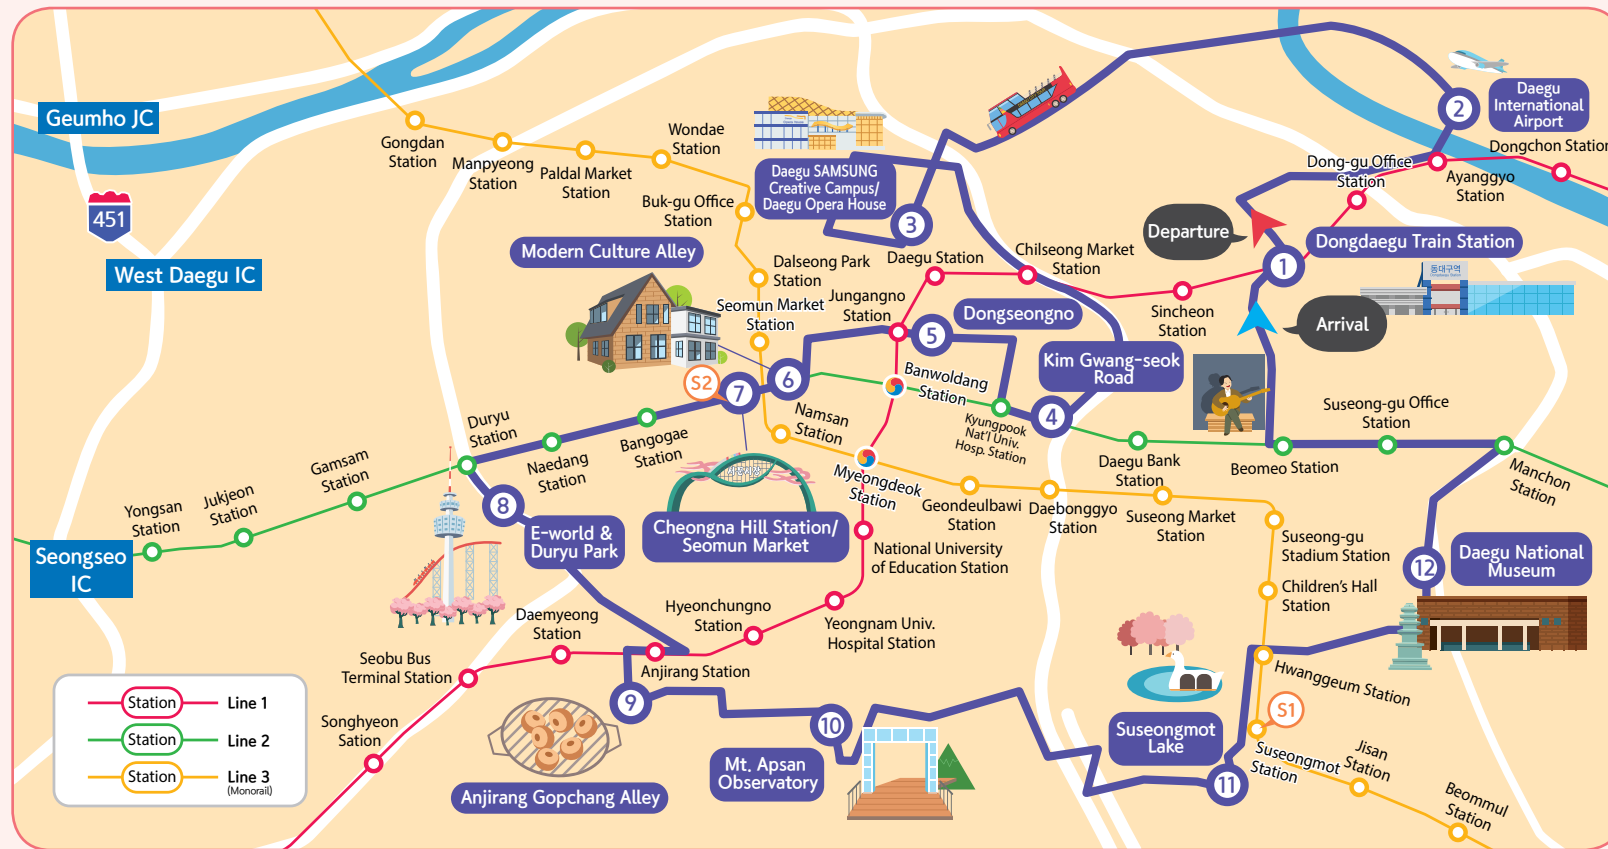 Geumho JC
451
West Daegu IC
Seongseo
IC
Gongdan
Station
Manpyeong
Station
Paldal Market
Station
Wondae
Station
Buk-gu Office
Station
Dalseong Park
Station
Seomun Market
Station
Modern Culture Alley
Daegu SAMSUNG
Creative Campus/
Daegu Opera House
3
Daegu Station
Jungangno
Station
Chilseong Market
Station
Sincheon
Station
Departure
1
Dongdaegu Train Station
동대구역
Arrival
Dong-gu Office
Station
2
Daegu
International
Airport
Dongchon Station
Ayanggyo
Station
5
Dongseongno
Kim Gwang-seok
Road
4
6
S2
7
Banwoldang
Station
Kyungpook
Nat'l Univ.
Hosp. Station
Duryu
Station
Naedang
Station
Bangogae
Station
Namsan
Station
Gamsam
Station
Jukjeon
Station
Yongsan
Station
8
E-world &
Duryu Park
Cheongna Hill Station/
Seomun Market
Myeongdeok
Station
Geondeulbawi
Station
Daebonggyo
Station
Daegu Bank
Station
Suseong Market
Station
Beomeo Station
Suseong-gu Office
Station
Manchon
Station
Suseong-gu
Stadium Station
Children's Hall
Station
12
Daegu National
Museum
National University
of Education Station
Yeongnam Univ.
Hospital Station
Hyeonchungno
Station
Daemyeong
Station
Anjirang Station
Seobu Bus
Terminal Station
Songhyeon
Sation
9
Anjirang Gopchang Alley
10
Mt. Apsan
Observatory
Suseongmot
Lake
11
S1
Hwanggeum Station
Suseongmot
Station
Jisan
Station
Beommul
Station
Station
Line 1
Station
Line 2
Station
Line 3
(Monorail)